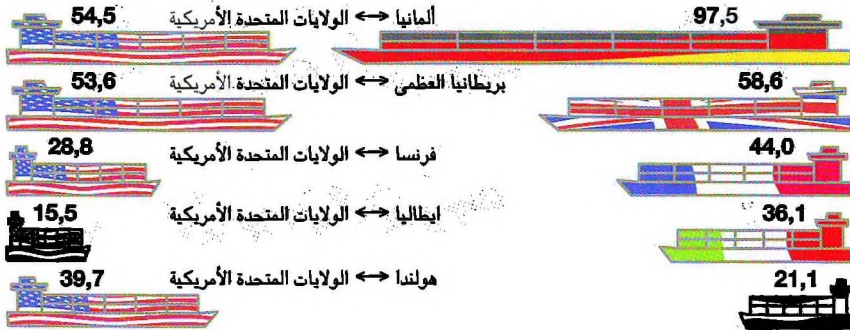 97,5 ألمانيا ↔ الولايات المتحدة الأمريكية 54,5
58,6 بريطانيا العظمى ↔ الولايات المتحدة الأمريكية 53,6
44,0 فرنسا ↔ الولايات المتحدة الأمريكية 28,8
36,1 ايطاليا ↔ الولايات المتحدة الأمريكية 15,5
21,1 هولندا ↔ الولايات المتحدة الأمريكية 39,7